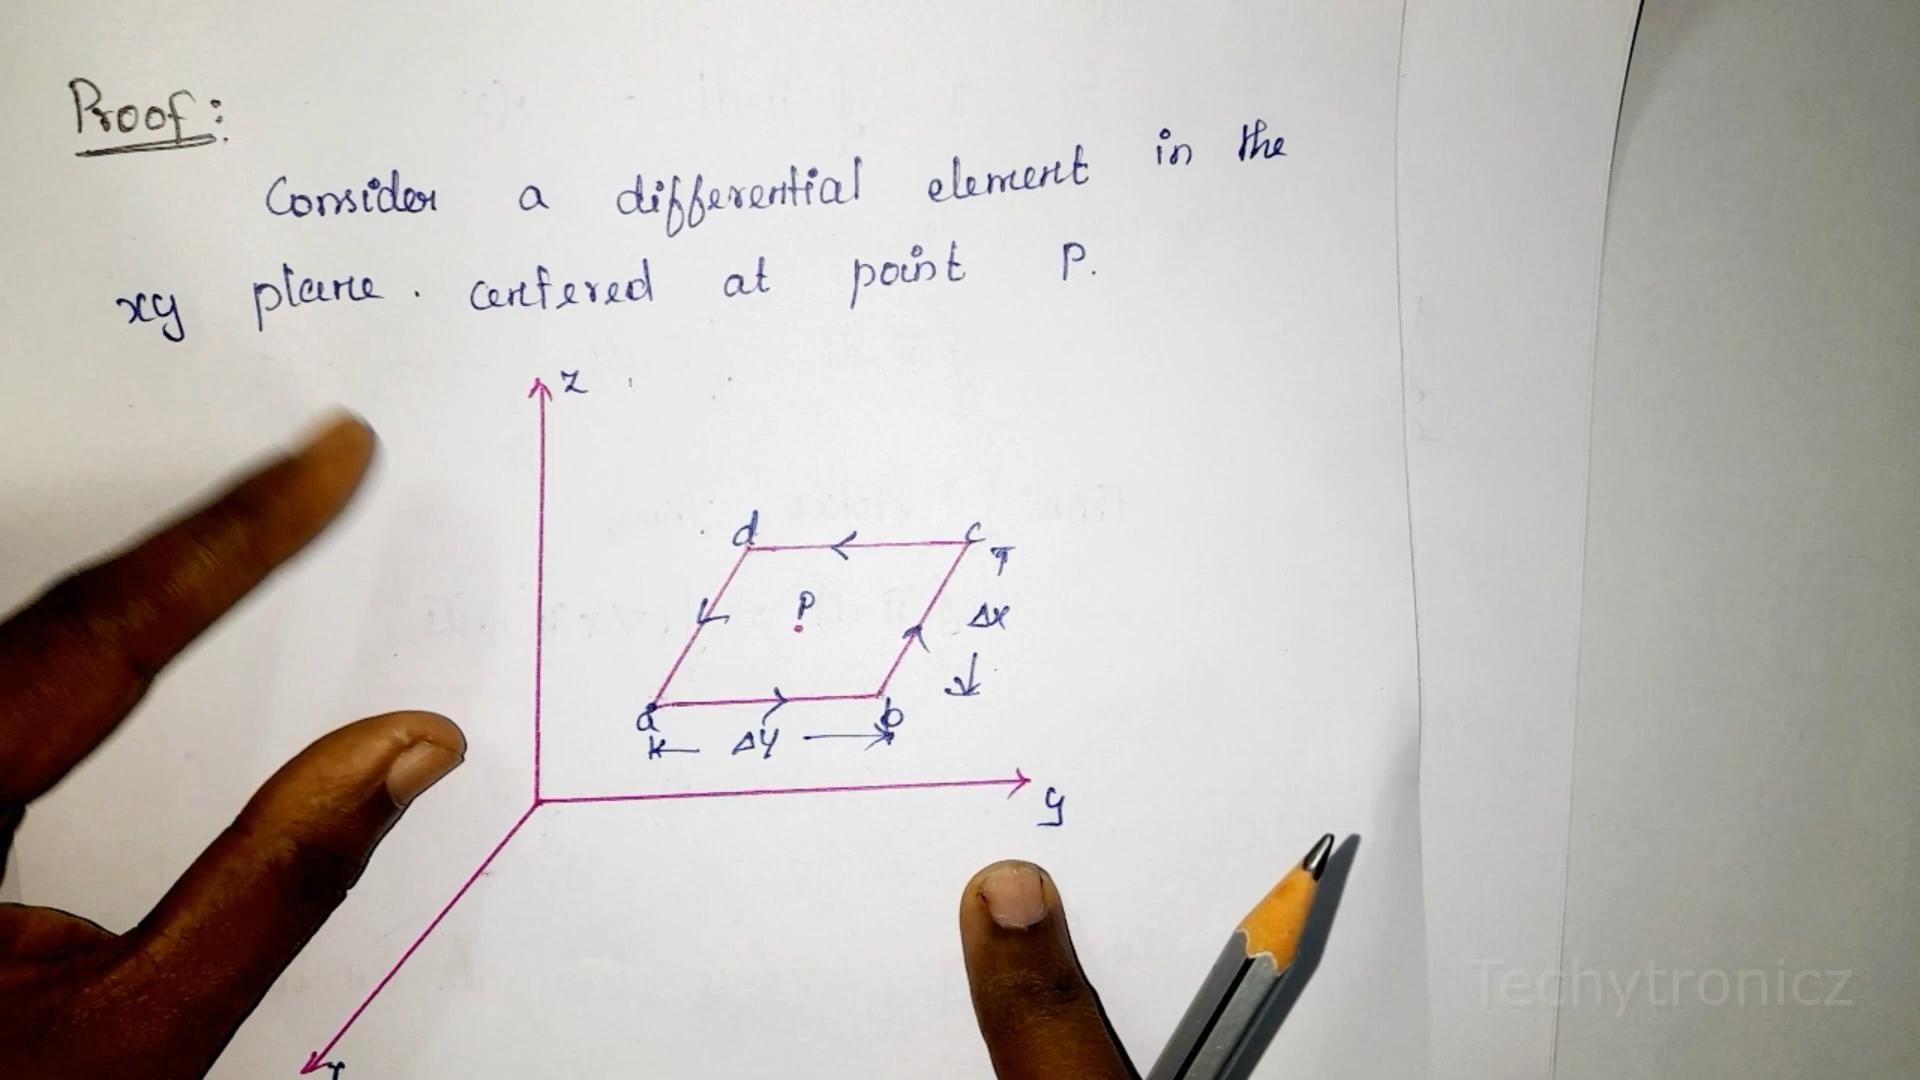 Proof:
Consider a differential element in the
xy plane. centered at point P.
z
d
c
P
Δx
a
b
Δy
y
x
Techytronicz